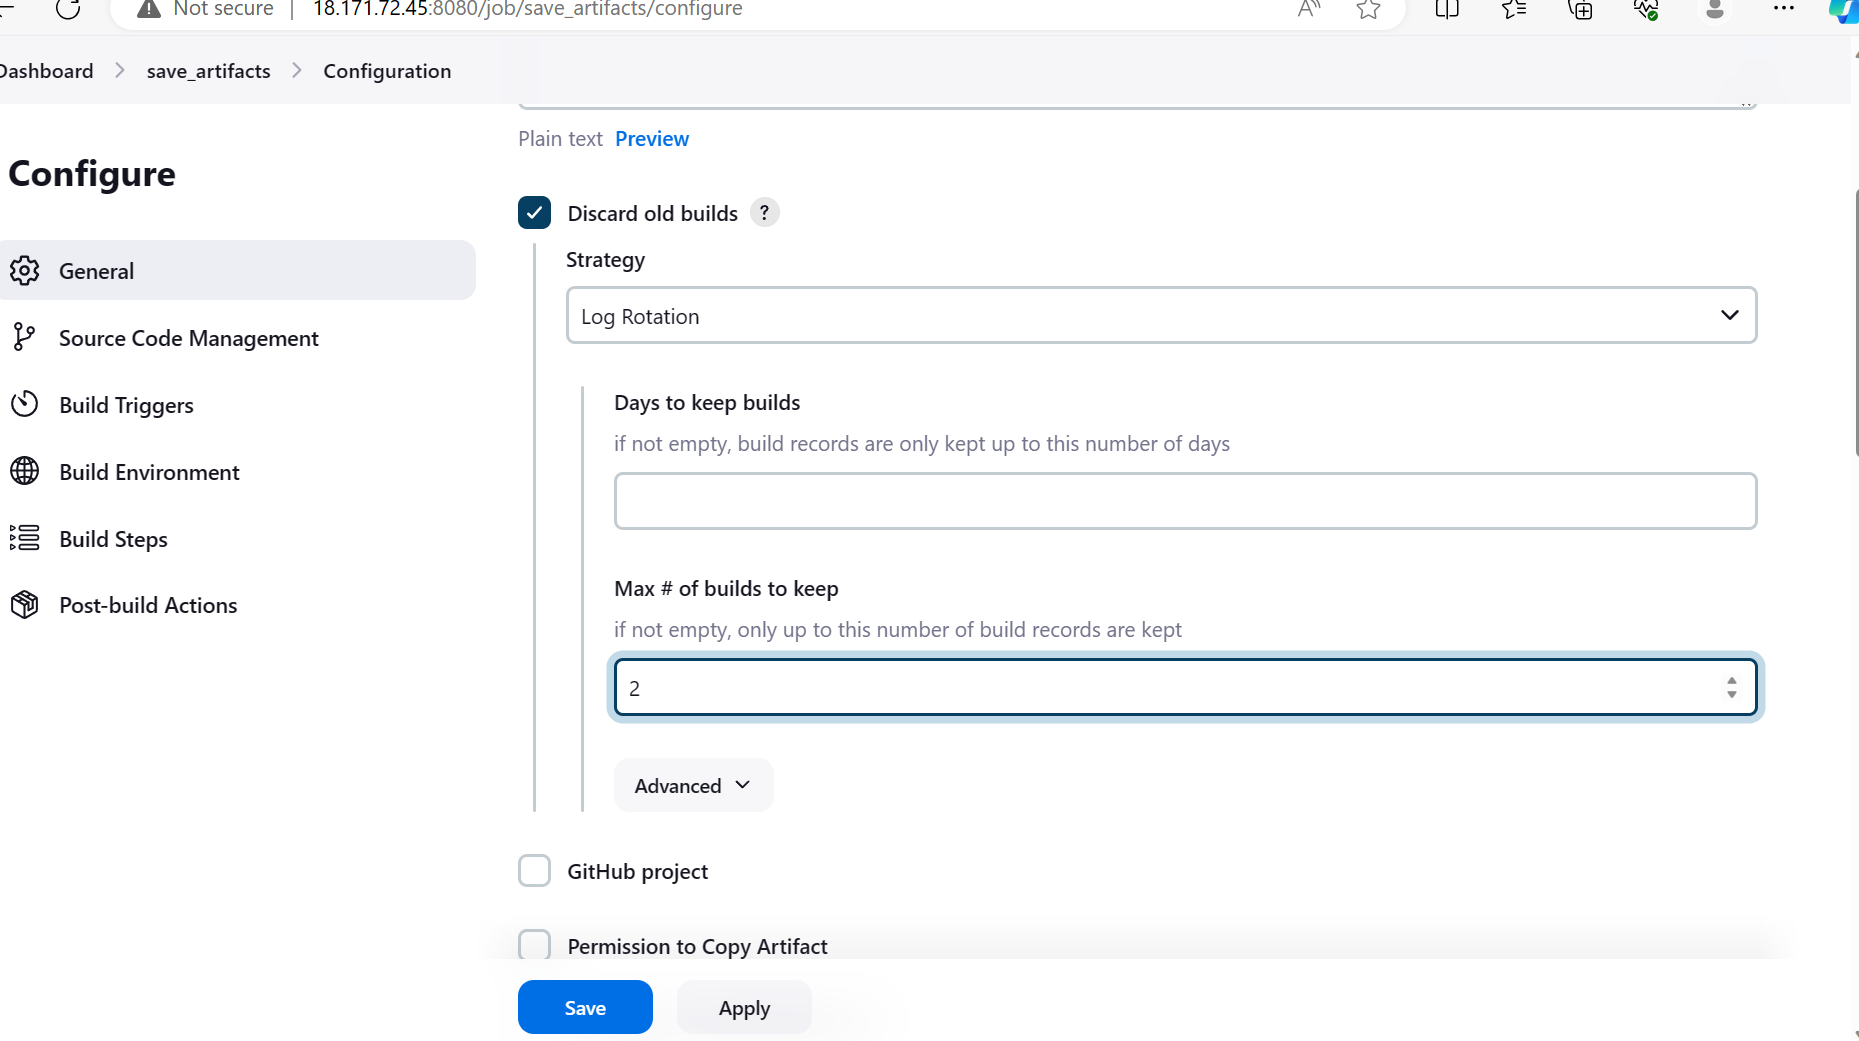 Not secure
18.171.72.45:8080/job/save_artifacts/configure
Dashboard > save_artifacts > Configuration
Plain text Preview
Configure
General
Source Code Management
Build Triggers
Build Environment
Build Steps
Post-build Actions
Discard old builds ?
Strategy
Log Rotation
Days to keep builds
if not empty, build records are only kept up to this number of days
Max # of builds to keep
if not empty, only up to this number of build records are kept
2
Advanced
GitHub project
Permission to Copy Artifact
Save
Apply